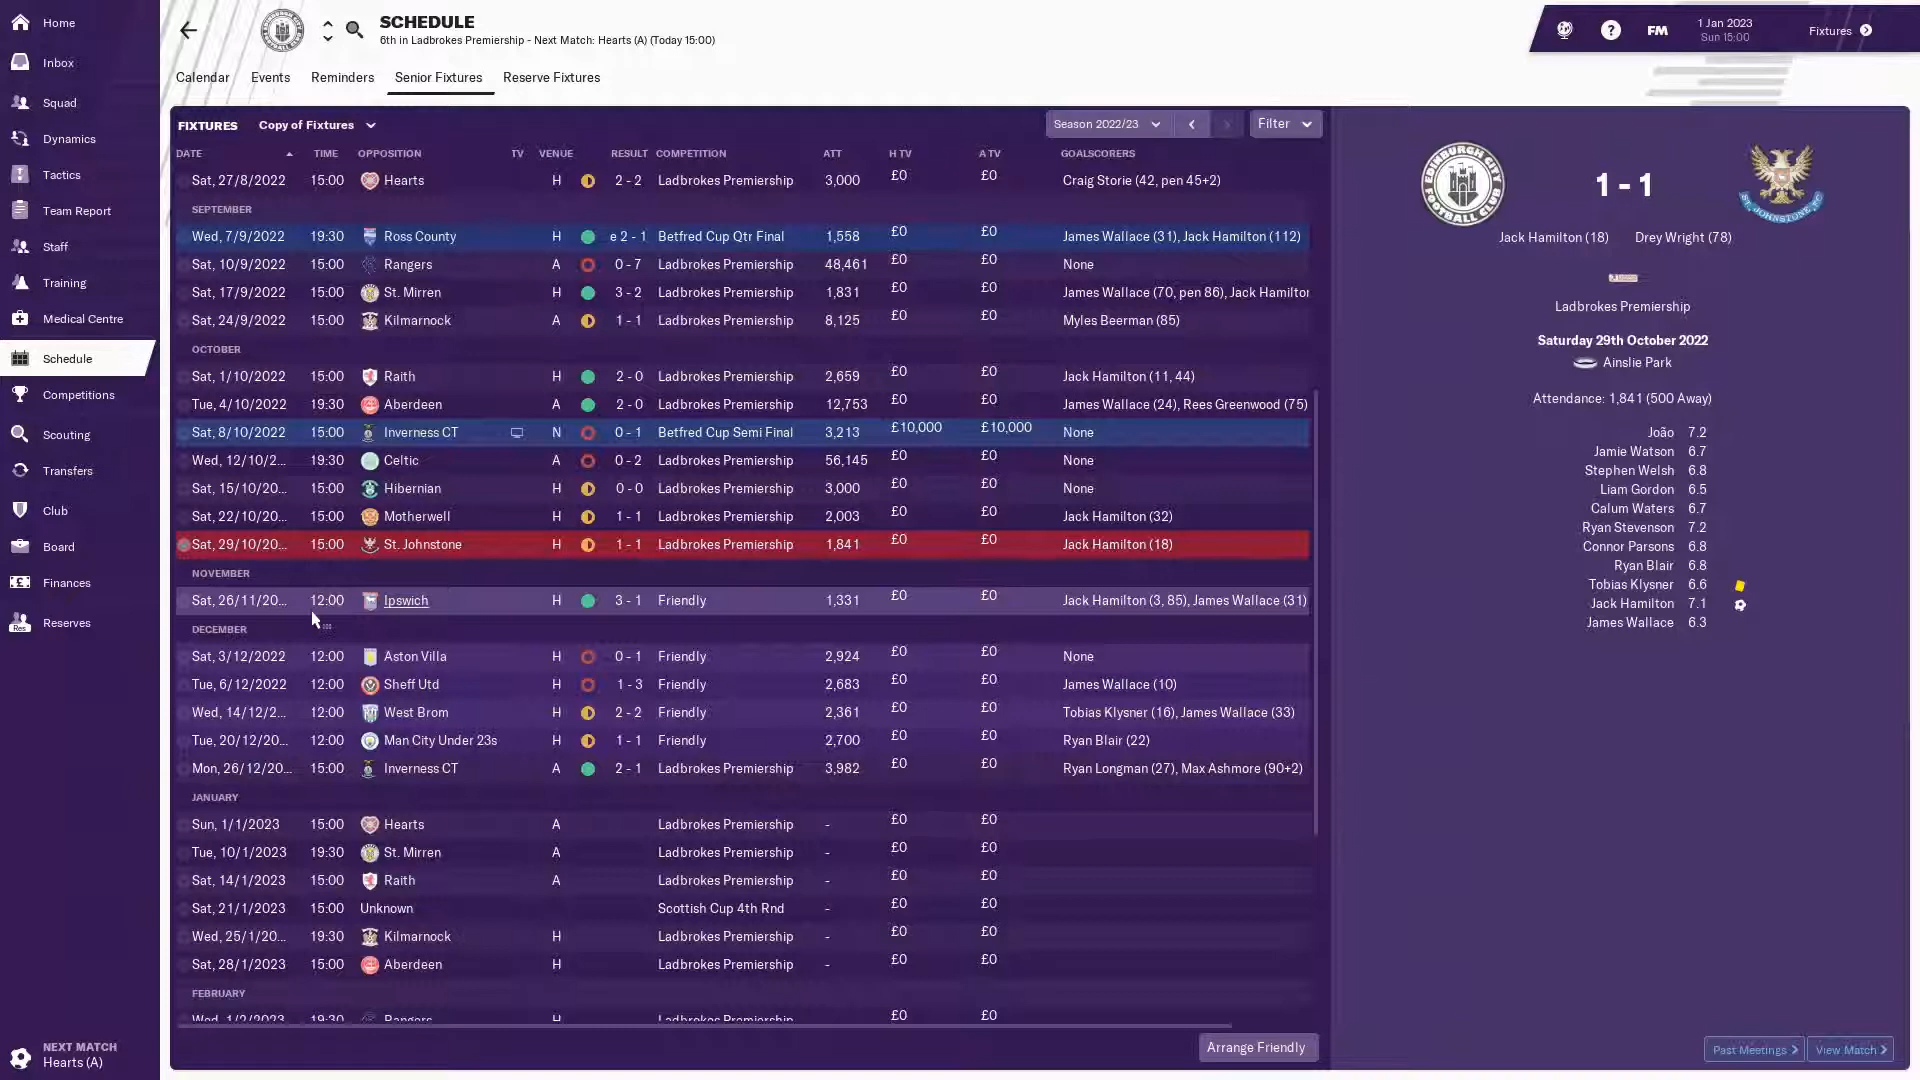 Home
Inbox
Squad
Dynamics
Tactics
Team Report
Staff
Training
Medical Centre
Schedule
Competitions
Scouting
Transfers
Club
Board
Finances
Reserves
NEXT MATCH
Hearts (A)
SCHEDULE
6th in Ladbrokes Premiership - Next Match: Hearts (A) (Today 15:00)
? FM 1 Jan 2023 Fixtures
Sun 15:00
Calendar Events Reminders Senior Fixtures Reserve Fixtures
FIXTURES Copy of Fixtures Season 2022/23 Filter
DATE TIME OPPOSITION TV VENUE RESULT COMPETITION ATT H TV A TV GOALSCORERS
Sat, 27/8/2022 15:00 Hearts H 2 - 2 Ladbrokes Premiership 3,000 £0 £0 Craig Storie (42, pen 45+2)
SEPTEMBER
Wed, 7/9/2022 19:30 Ross County H e 2 - 1 Betfred Cup Qtr Final 1,558 £0 £0 James Wallace (31), Jack Hamilton (112)
Sat, 10/9/2022 15:00 Rangers A 0 - 7 Ladbrokes Premiership 48,461 £0 £0 None
Sat, 17/9/2022 15:00 St. Mirren H 3 - 2 Ladbrokes Premiership 1,831 £0 £0 James Wallace (70, pen 86), Jack Hamilton
Sat, 24/9/2022 15:00 Kilmarnock A 1 - 1 Ladbrokes Premiership 8,125 £0 £0 Myles Beerman (85)
OCTOBER
Sat, 1/10/2022 15:00 Raith H 2 - 0 Ladbrokes Premiership 2,659 £0 £0 Jack Hamilton (11, 44)
Tue, 4/10/2022 19:30 Aberdeen A 2 - 0 Ladbrokes Premiership 12,753 £0 £0 James Wallace (24), Rees Greenwood (75)
Sat, 8/10/2022 15:00 Inverness CT N 0 - 1 Betfred Cup Semi Final 3,213 £10,000 £10,000 None
Wed, 12/10/2... 19:30 Celtic A 0 - 2 Ladbrokes Premiership 56,145 £0 £0 None
Sat, 15/10/20... 15:00 Hibernian H 0 - 0 Ladbrokes Premiership 3,000 £0 £0 None
Sat, 22/10/20... 15:00 Motherwell H 1 - 1 Ladbrokes Premiership 2,003 £0 £0 Jack Hamilton (32)
Sat, 29/10/20... 15:00 St. Johnstone H 1 - 1 Ladbrokes Premiership 1,841 £0 £0 Jack Hamilton (18)
NOVEMBER
Sat, 26/11/20... 12:00 Ipswich H 3 - 1 Friendly 1,331 £0 £0 Jack Hamilton (3, 85), James Wallace (31)
DECEMBER
Sat, 3/12/2022 12:00 Aston Villa H 0 - 1 Friendly 2,924 £0 £0 None
Tue, 6/12/2022 12:00 Sheff Utd H 1 - 3 Friendly 2,683 £0 £0 James Wallace (10)
Wed, 14/12/2... 12:00 West Brom H 2 - 2 Friendly 2,361 £0 £0 Tobias Klysner (16), James Wallace (33)
Tue, 20/12/20... 12:00 Man City Under 23s H 1 - 1 Friendly 2,700 £0 £0 Ryan Blair (22)
Mon, 26/12/20... 15:00 Inverness CT A 2 - 1 Ladbrokes Premiership 3,982 £0 £0 Ryan Longman (27), Max Ashmore (90+2)
JANUARY
Sun, 1/1/2023 15:00 Hearts A Ladbrokes Premiership - £0 £0
Tue, 10/1/2023 19:30 St. Mirren A Ladbrokes Premiership - £0 £0
Sat, 14/1/2023 15:00 Raith A Ladbrokes Premiership - £0 £0
Sat, 21/1/2023 15:00 Unknown Scottish Cup 4th Rnd - £0 £0
Wed, 25/1/20... 19:30 Kilmarnock H Ladbrokes Premiership - £0 £0
Sat, 28/1/2023 15:00 Aberdeen H Ladbrokes Premiership - £0 £0
FEBRUARY
Wed, 1/2/2023 19:30 Rangers H Ladbrokes Premiership £0 £0
Arrange Friendly
EDINBURGH CITY FOOTBALL CLUB
1 - 1
ST. JOHNSTONE FC
Jack Hamilton (18) Drey Wright (78)
Ladbrokes Premiership
Saturday 29th October 2022
Ainslie Park
Attendance: 1,841 (500 Away)
João 7.2
Jamie Watson 6.7
Stephen Welsh 6.8
Liam Gordon 6.5
Calum Waters 6.7
Ryan Stevenson 7.2
Connor Parsons 6.8
Ryan Blair 6.8
Tobias Klysner 6.6
Jack Hamilton 7.1
James Wallace 6.3
Past Meetings View Match